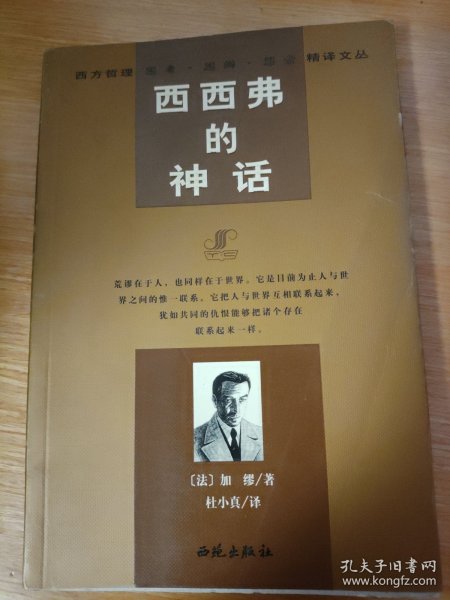 西方哲理 思考·思辨·思索 精译文丛
西西弗
的
神话
荒谬在于人，也同样在于世界。它是目前为止人与世
界之间的惟一联系。它把人与世界互相联系起来，
犹如共同的仇恨能够把诸个存在
联系起来一样。
〔法〕加 缪/著
杜小真/译
西苑出版社
孔夫子旧书网
www.kongfz.com